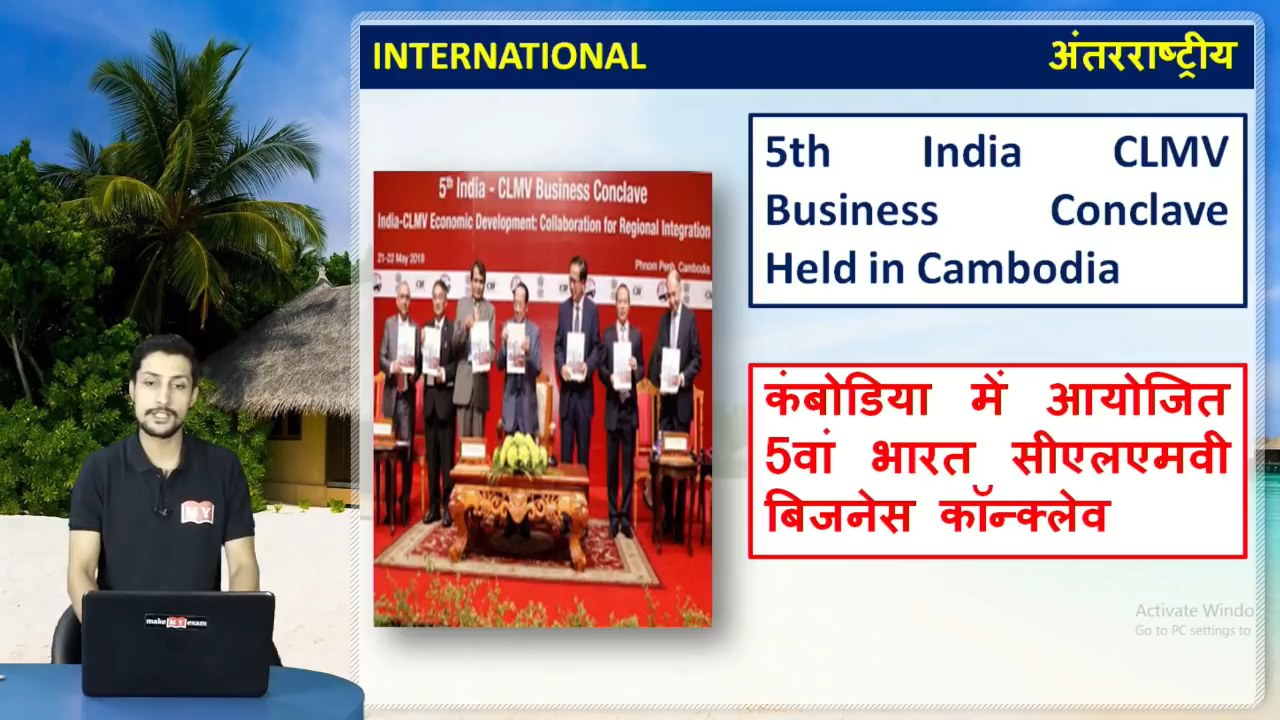 INTERNATIONAL अंतरराष्ट्रीय
5th India CLMV
Business Conclave
Held in Cambodia
5th India - CLMV Business Conclave
India-CLMV Economic Development: Collaboration for Regional Integration
21-22 May 2018 Phnom Penh, Cambodia
कंबोडिया में आयोजित
5वां भारत सीएलएमवी
बिजनेस कॉन्क्लेव
MY
make MY exam
Activate Windo
Go to PC settings to